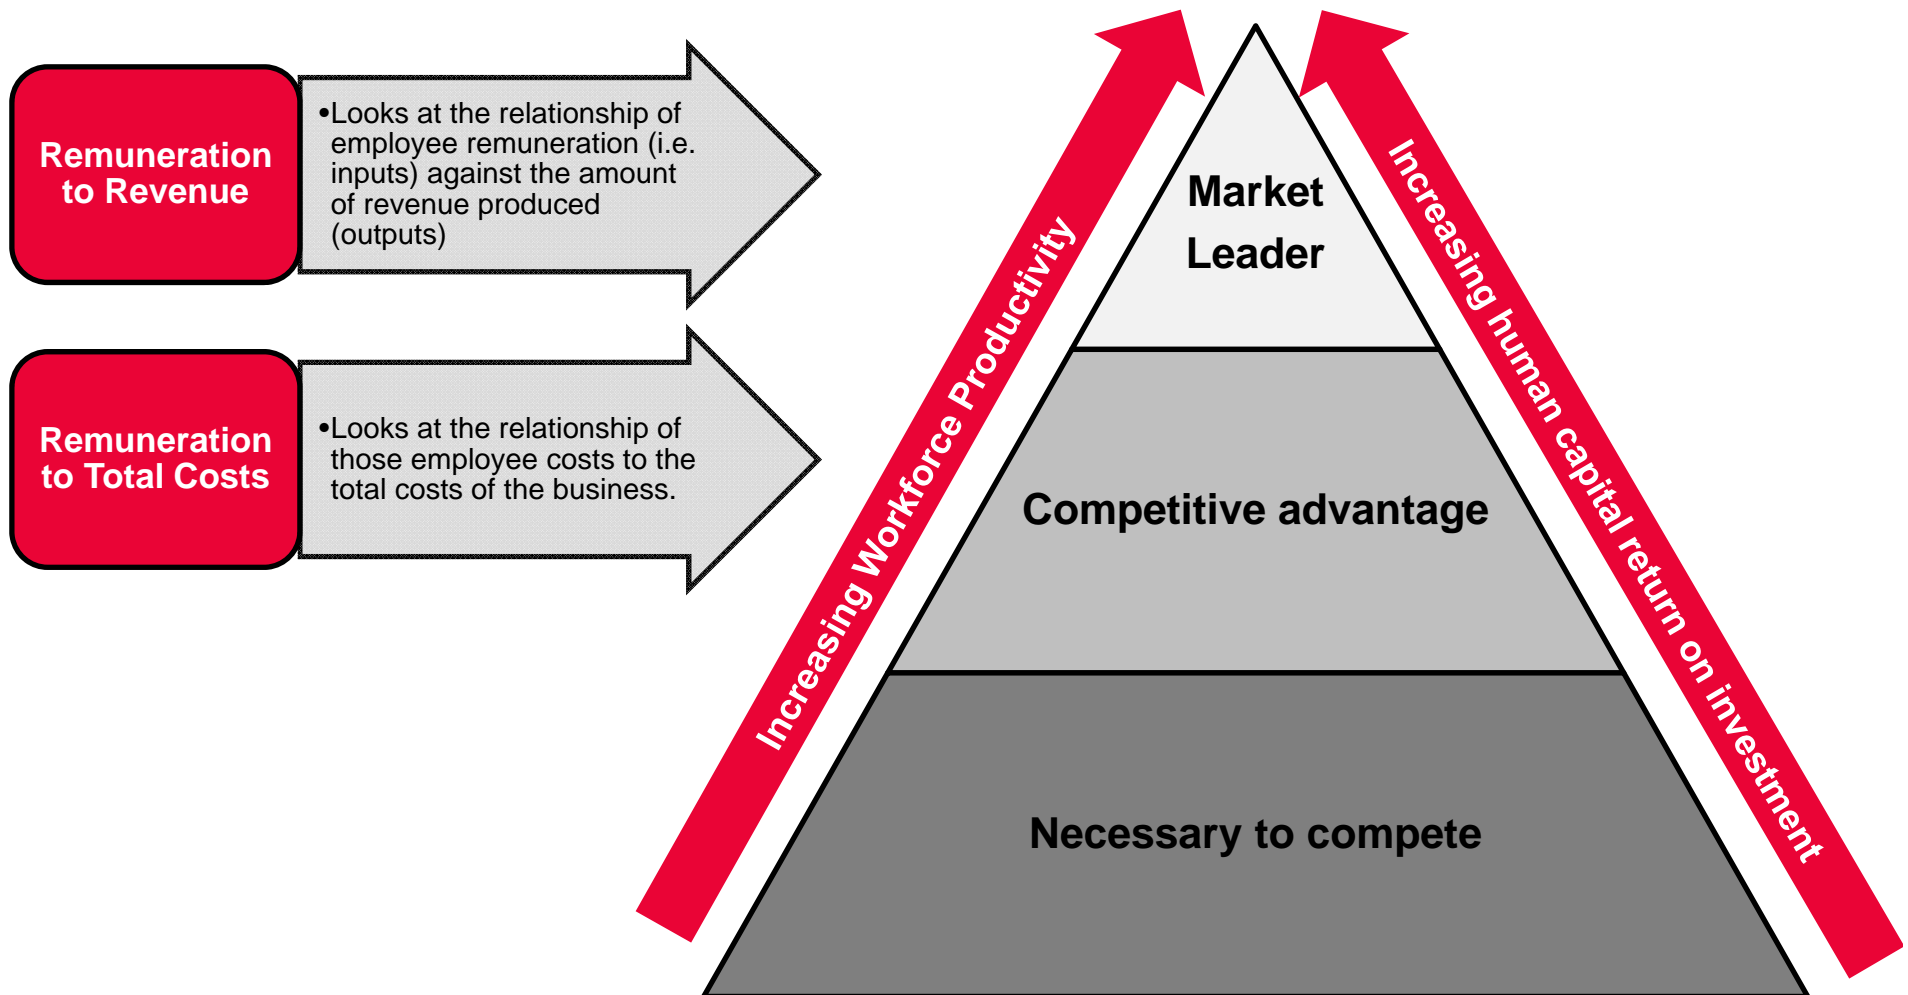 Remuneration
to Revenue
•Looks at the relationship of
employee remuneration (i.e.
inputs) against the amount
of revenue produced
(outputs)
Remuneration
to Total Costs
•Looks at the relationship of
those employee costs to the
total costs of the business.
Increasing Workforce Productivity
Market
Leader
Competitive advantage
Necessary to compete
Increasing human capital return on investment